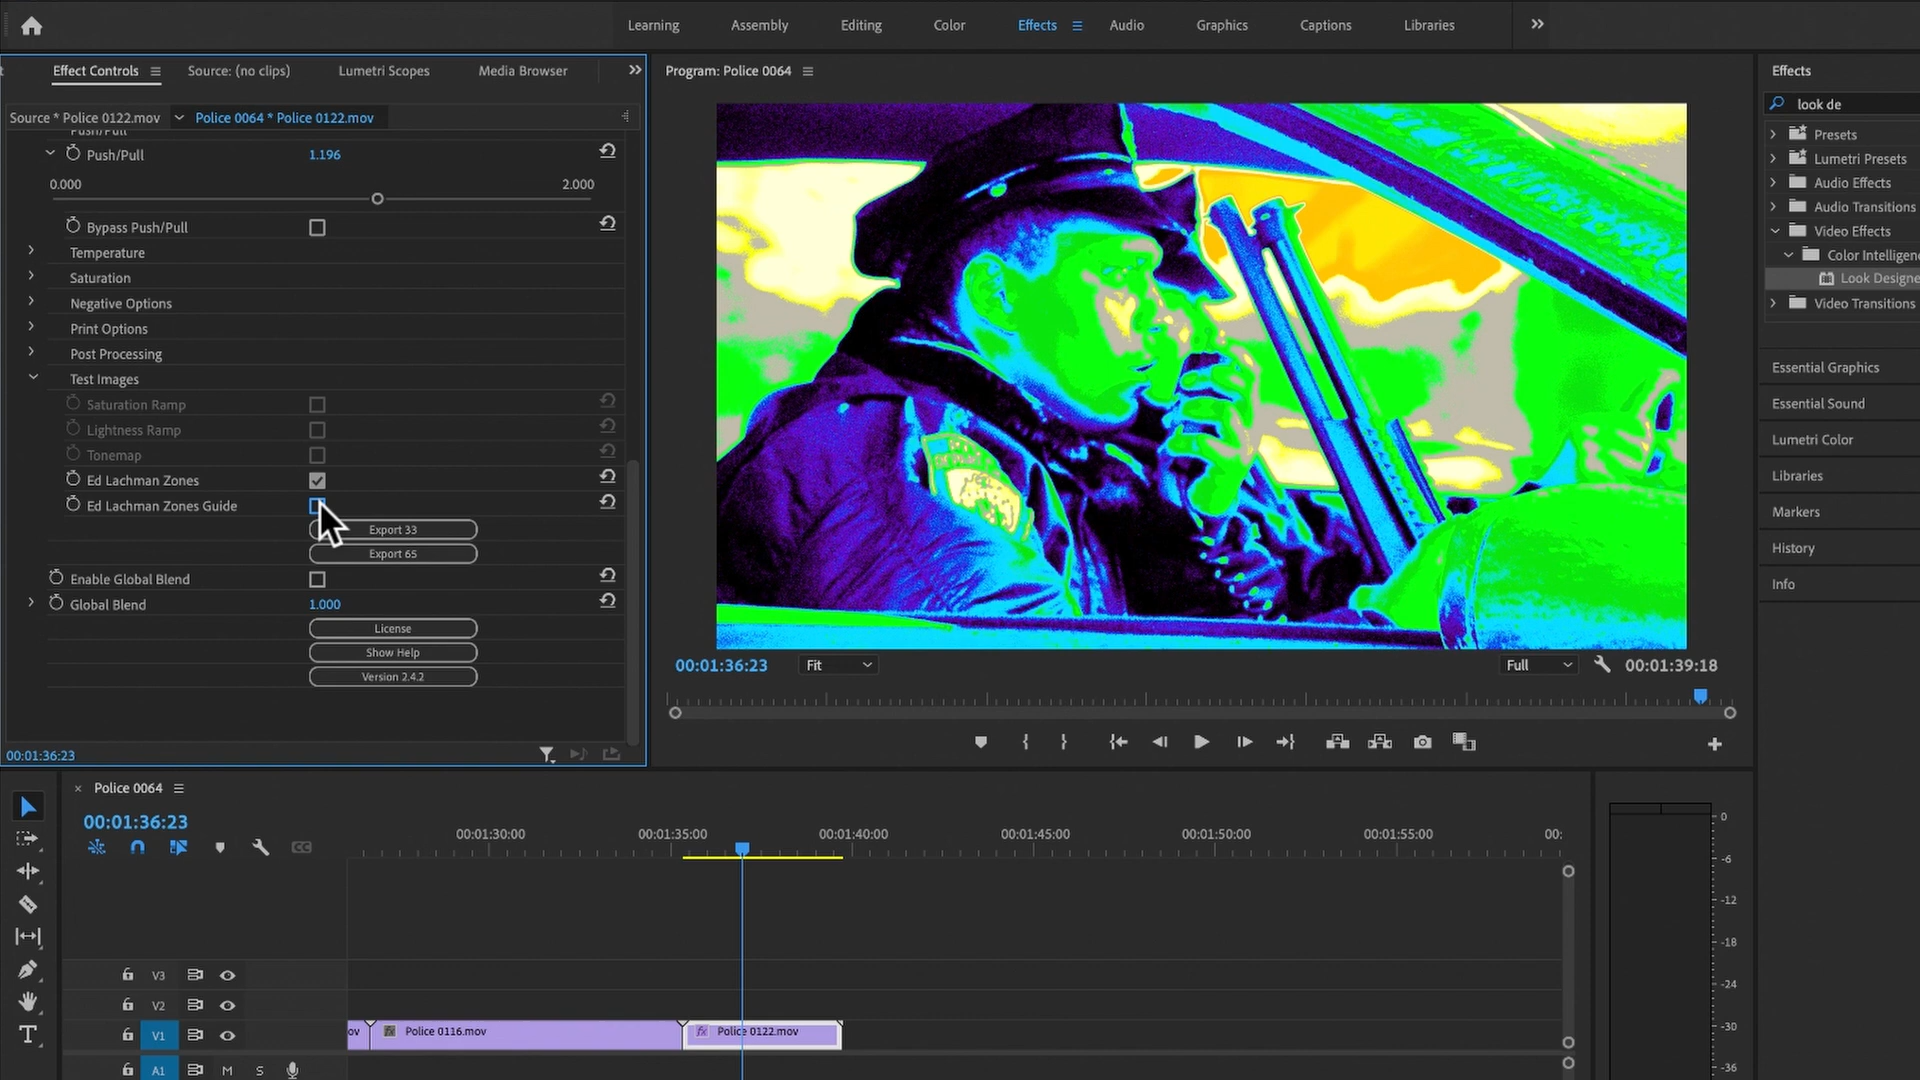 Learning Assembly Editing Color Effects Audio Graphics Captions Libraries
Effect Controls Source: (no clips) Lumetri Scopes Media Browser
Source * Police 0122.mov Police 0064 * Police 0122.mov
Push/Pull
Push/Pull 1.196
0.000 2.000
Bypass Push/Pull
Temperature
Saturation
Negative Options
Print Options
Post Processing
Test Images
Saturation Ramp
Lightness Ramp
Tonemap
Ed Lachman Zones
Ed Lachman Zones Guide
Export 33
Export 65
Enable Global Blend
Global Blend 1.000
License
Show Help
Version 2.4.2
00:01:36:23
Program: Police 0064
00:01:36:23 Fit Full 00:01:39:18
Effects
look de
Presets
Lumetri Presets
Audio Effects
Audio Transitions
Video Effects
Color Intelligenc
Look Designe
Video Transitions
Essential Graphics
Essential Sound
Lumetri Color
Libraries
Markers
History
Info
Police 0064
00:01:36:23
00:01:30:00 00:01:35:00 00:01:40:00 00:01:45:00 00:01:50:00 00:01:55:00 00:
CC
V3
V2
V1 ov Police 0116.mov Police 0122.mov
A1 M S
0
-6
-12
-18
-24
-30
-36